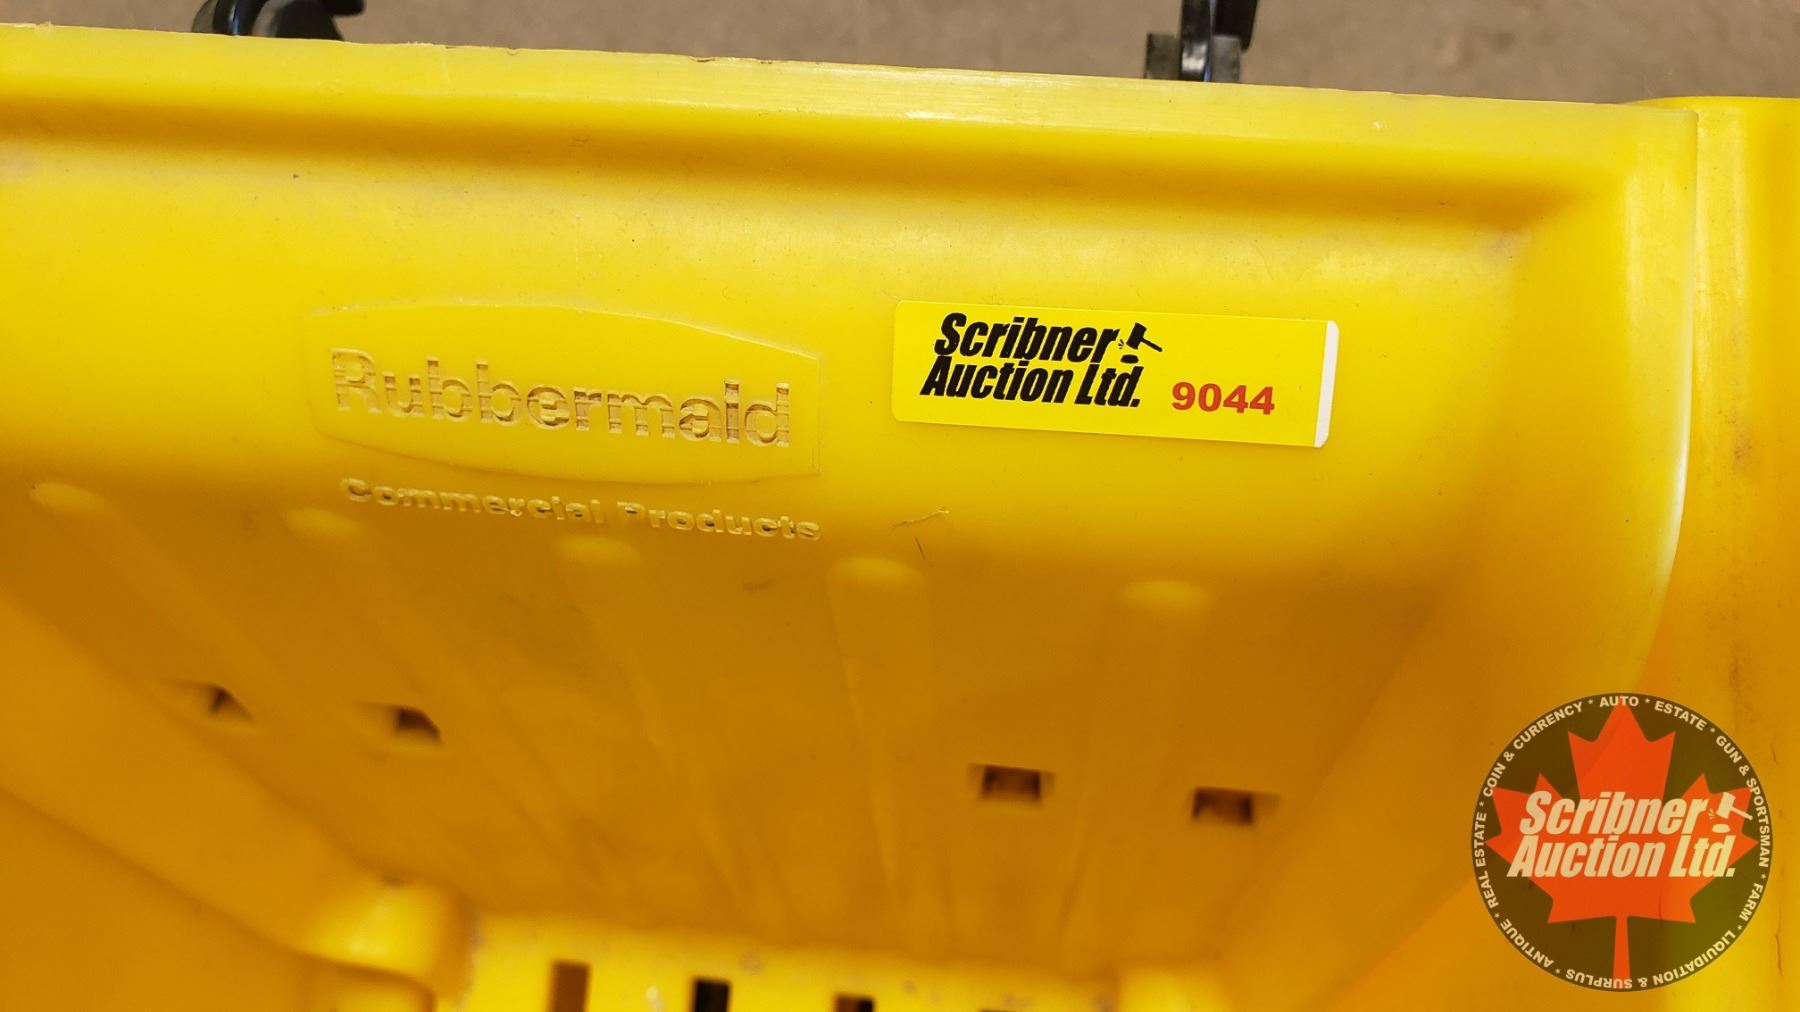 Rubbermaid
Commercial Products
Scribner
Auction Ltd.
9044
* AUTO * ESTATE * GUN & SPORTSMAN * FARM * LIQUIDATION & SURPLUS * ANTIQUE * REAL ESTATE * COIN & CURRENCY
Scribner
Auction Ltd.